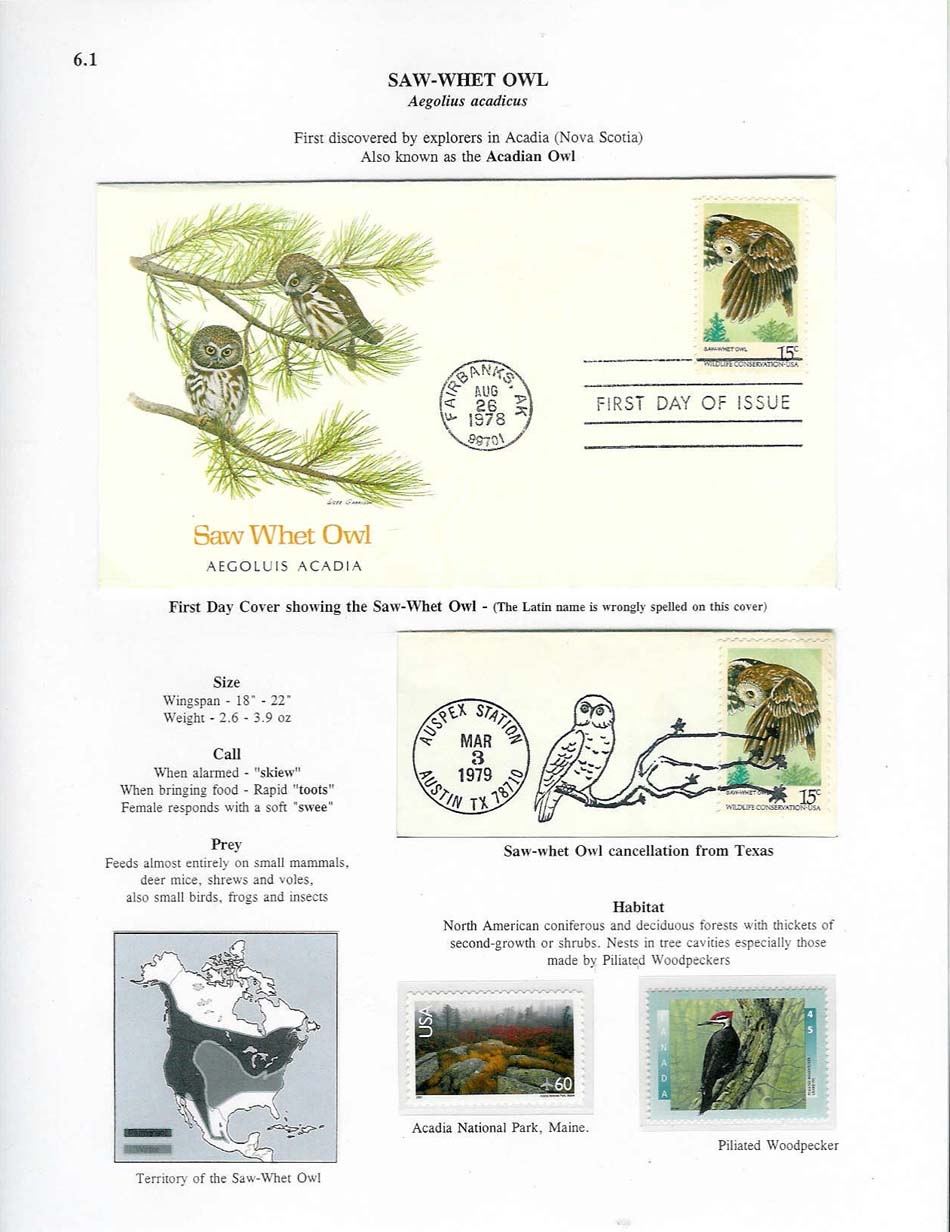 6.1
SAW-WHET OWL
Aegolius acadicus
First discovered by explorers in Acadia (Nova Scotia)
Also known as the Acadian Owl
SAW-WHET OWL 15c
WILDLIFE CONSERVATION·USA
FAIRBANKS, AK
AUG
26
1978
99701
FIRST DAY OF ISSUE
Saw Whet Owl
AEGOLUIS ACADIA
First Day Cover showing the Saw-Whet Owl - (The Latin name is wrongly spelled on this cover)
Size
Wingspan - 18" - 22"
Weight - 2.6 - 3.9 oz
Call
When alarmed - "skiew"
When bringing food - Rapid "toots"
Female responds with a soft "swee"
Prey
Feeds almost entirely on small mammals,
deer mice, shrews and voles,
also small birds, frogs and insects
AUSPEX STATION
MAR
3
1979
AUSTIN TX 78710
SAW-WHET OWL 15c
WILDLIFE CONSERVATION·USA
Saw-whet Owl cancellation from Texas
Habitat
North American coniferous and deciduous forests with thickets of
second-growth or shrubs. Nests in tree cavities especially those
made by Piliated Woodpeckers
USA
60
CANADA
45
Acadia National Park, Maine.
Piliated Woodpecker
Winter
Territory of the Saw-Whet Owl